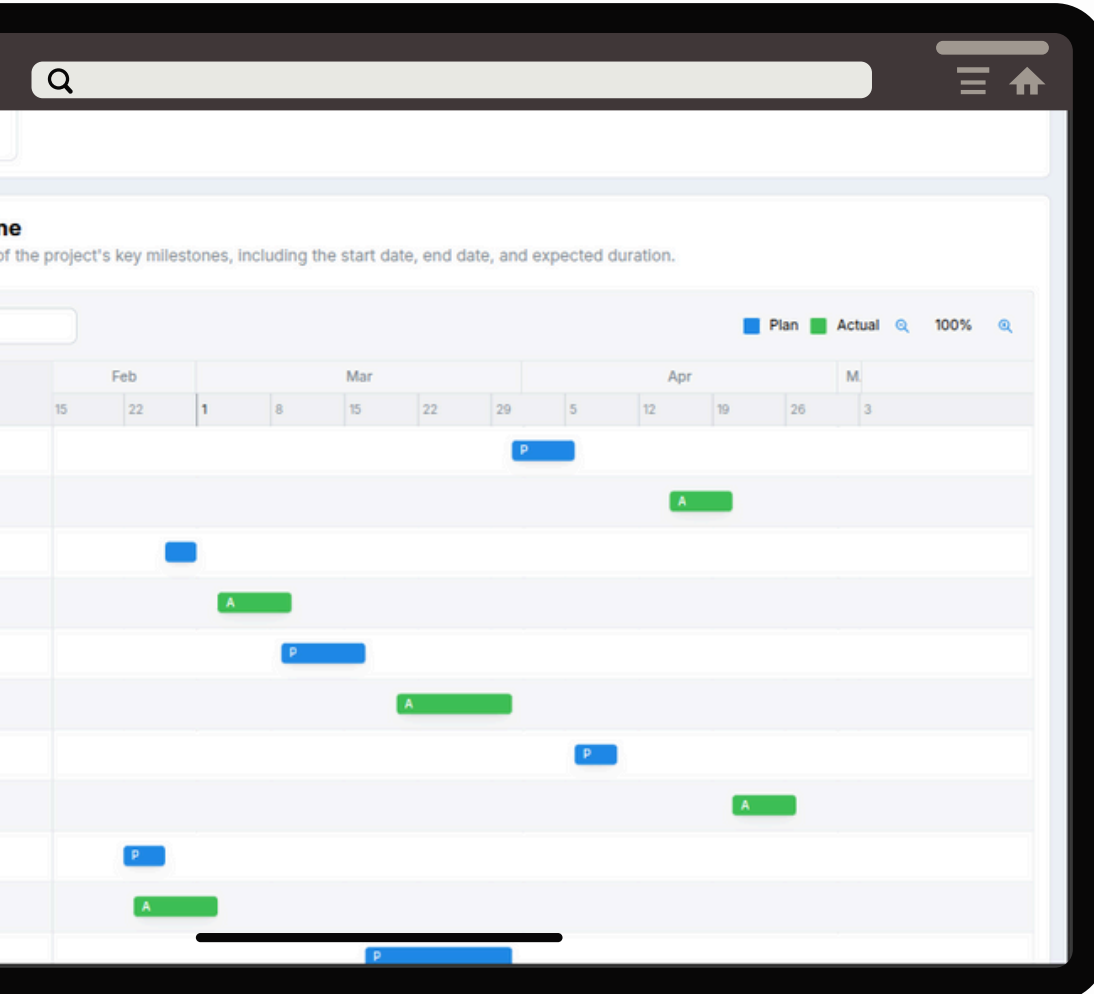 ne
of the project's key milestones, including the start date, end date, and expected duration.
Plan Actual 100%
Feb Mar Apr M
15 22 1 8 15 22 29 5 12 19 26 3
P
A
A
P
A
P
A
P
A
P